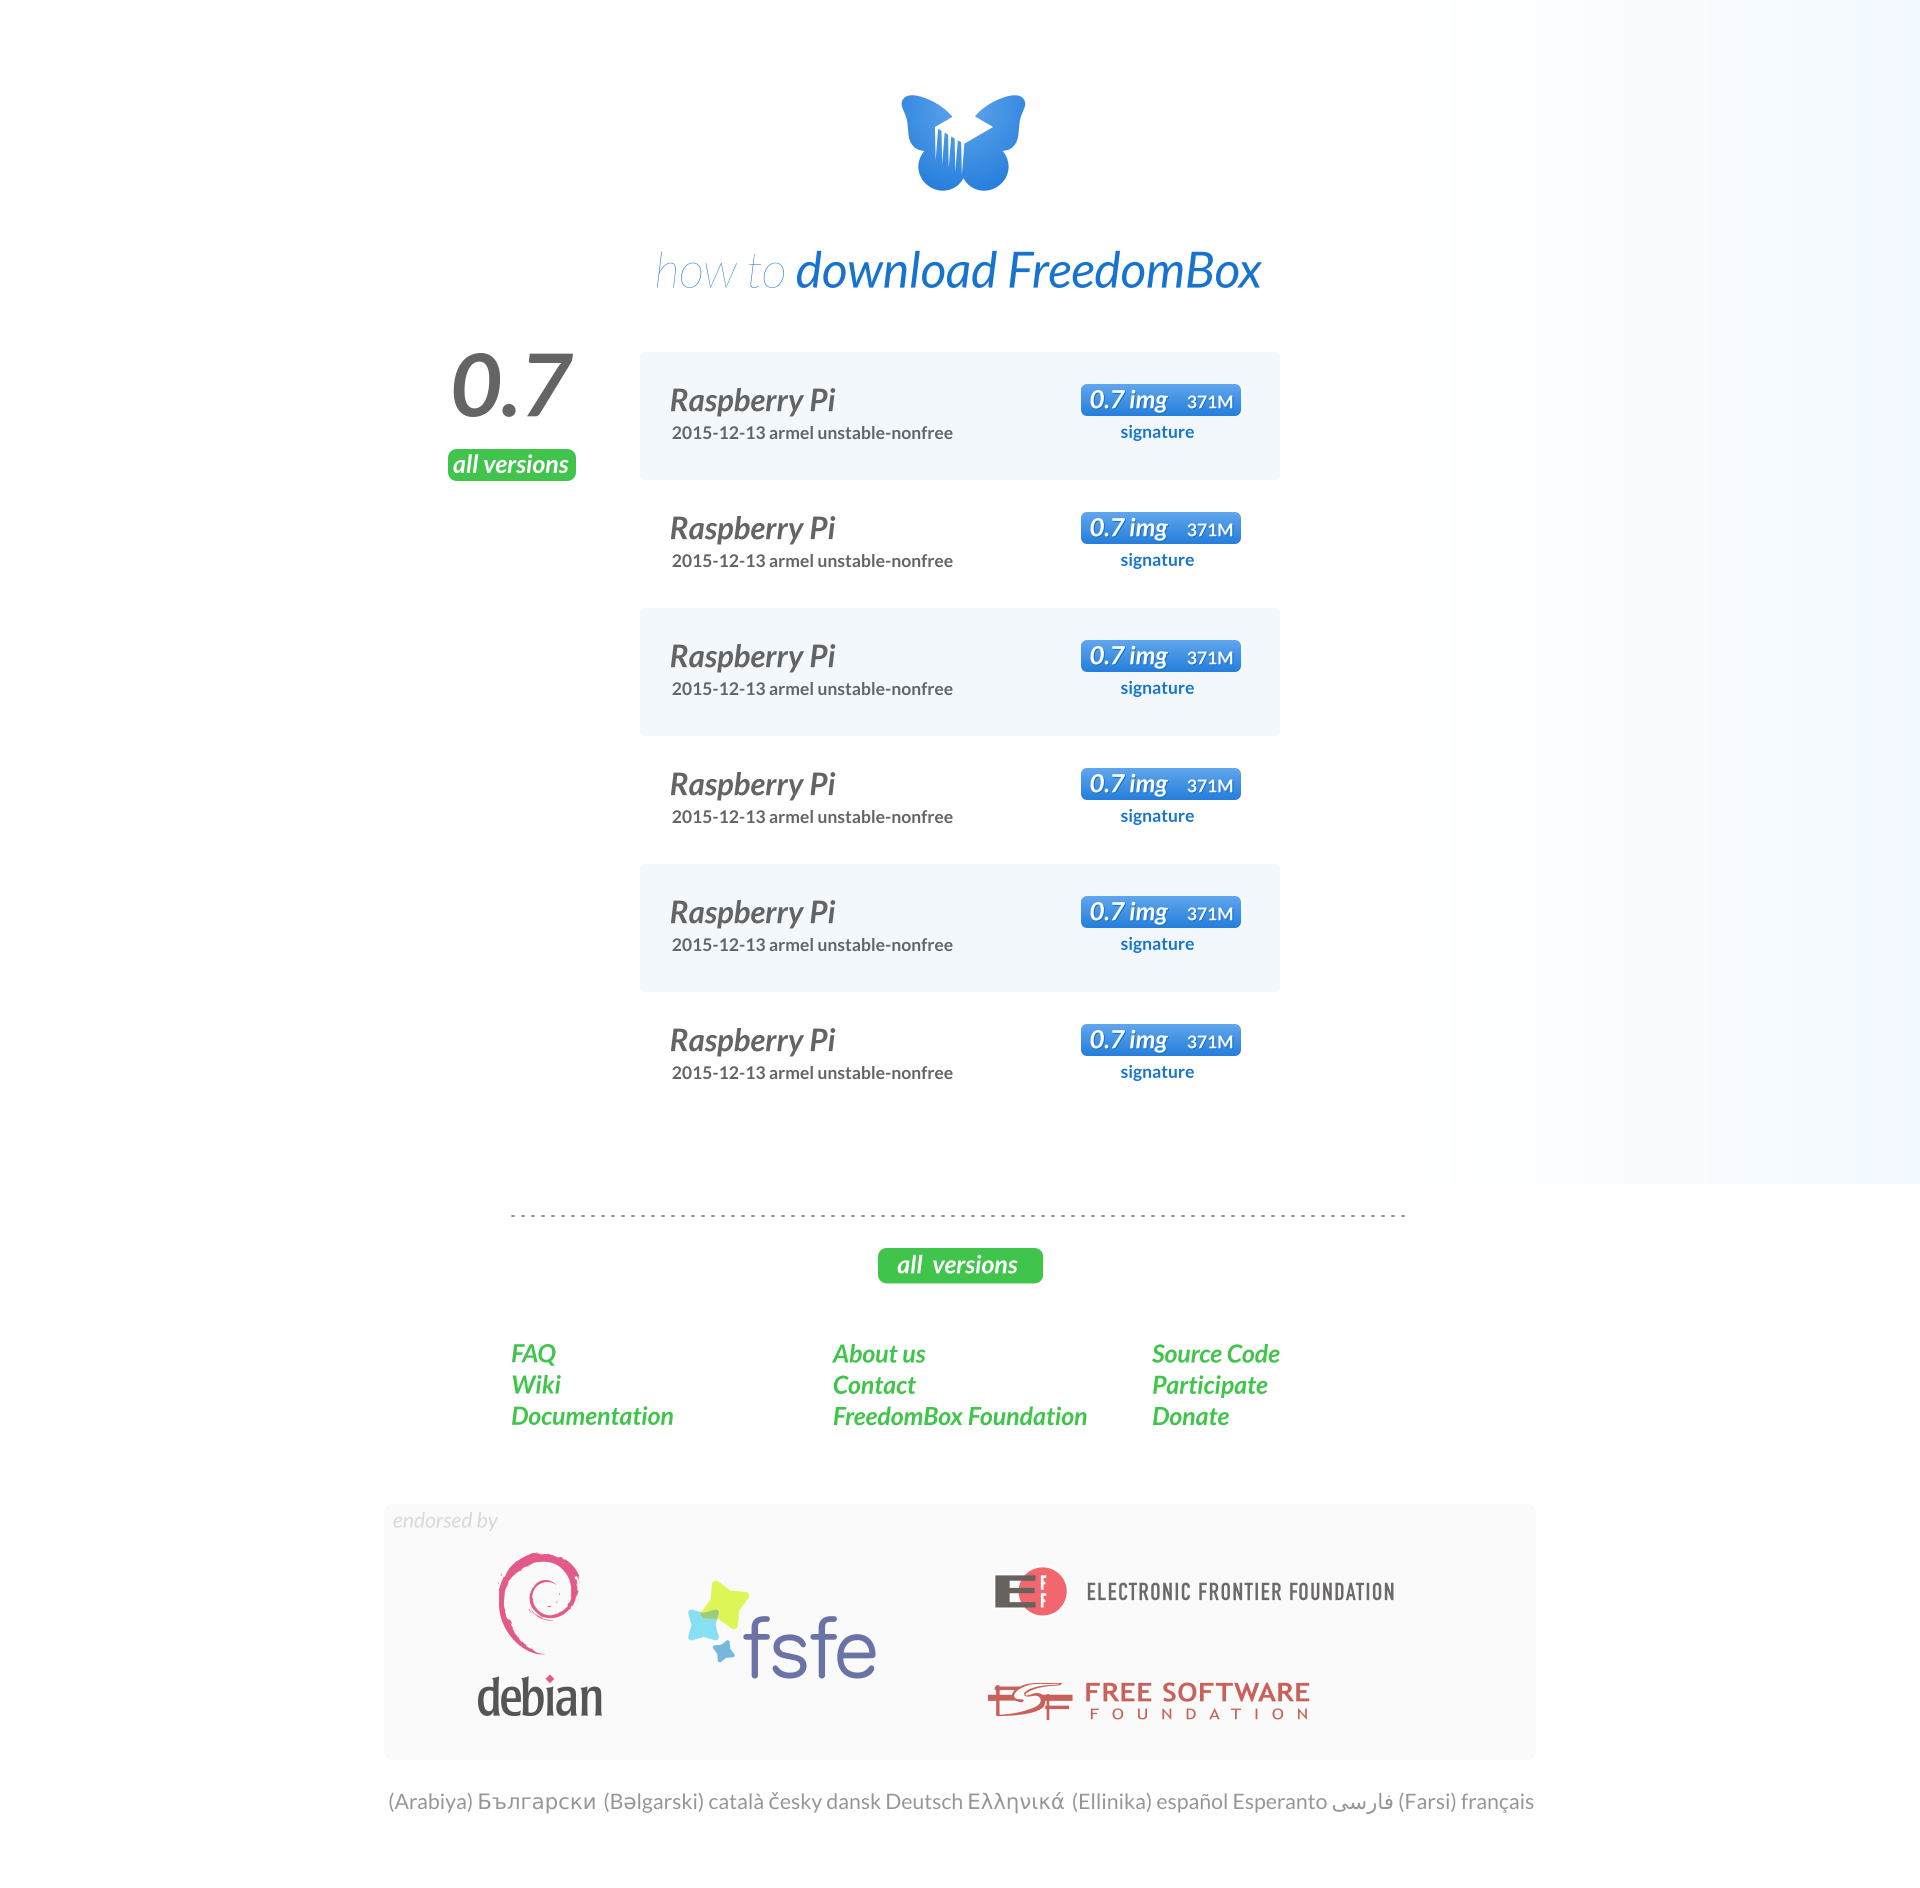 how to download FreedomBox
0.7
all versions
Raspberry Pi
2015-12-13 armel unstable-nonfree
0.7 img 371M
signature
Raspberry Pi
2015-12-13 armel unstable-nonfree
0.7 img 371M
signature
Raspberry Pi
2015-12-13 armel unstable-nonfree
0.7 img 371M
signature
Raspberry Pi
2015-12-13 armel unstable-nonfree
0.7 img 371M
signature
Raspberry Pi
2015-12-13 armel unstable-nonfree
0.7 img 371M
signature
Raspberry Pi
2015-12-13 armel unstable-nonfree
0.7 img 371M
signature
all versions
FAQ
Wiki
Documentation
About us
Contact
FreedomBox Foundation
Source Code
Participate
Donate
endorsed by
debian
fsfe
EFF
ELECTRONIC FRONTIER FOUNDATION
FSF
FREE SOFTWARE
FOUNDATION
(Arabiya) Български (Bəlgarski) català česky dansk Deutsch Ελληνικά (Ellinika) español Esperanto فارسی (Farsi) français